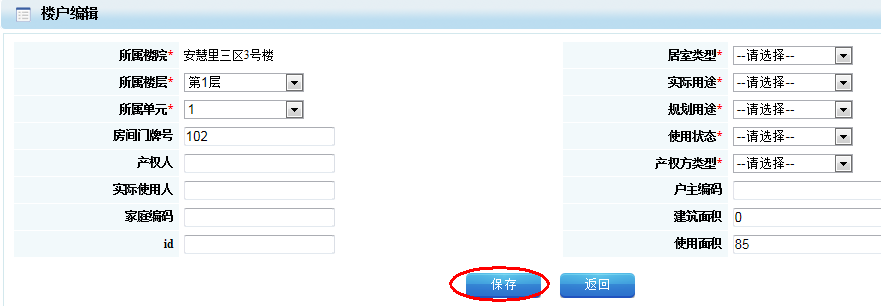 楼户编辑
所属楼院* 安慧里三区3号楼 居室类型* --请选择--
所属楼层* 第1层 实际用途* --请选择--
所属单元* 1 规划用途* --请选择--
房间门牌号 102 使用状态* --请选择--
产权人 产权方类型* --请选择--
实际使用人 户主编码
家庭编码 建筑面积 0
id 使用面积 85
保存 返回